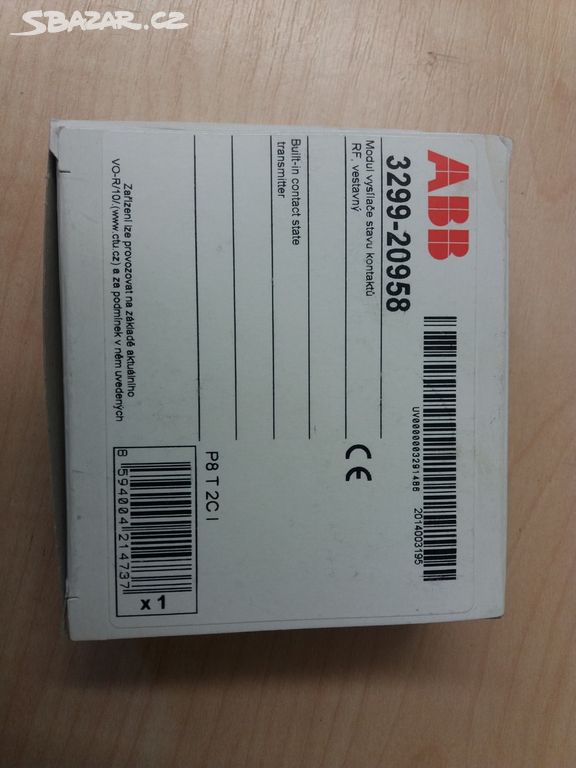 SBAZAR.CZ
ABB
3299-20958
Modul vysílače stavu kontaktů
RF, vestavný
Built-in contact state
transmitter
UV0000003291486 2014003195
CE
P8 T 2C I
Zařízení lze provozovat na základě aktuálního
VO-R/10/(www.ctu.cz) a za podmínek v něm uvedených
8 594004 214737
x 1